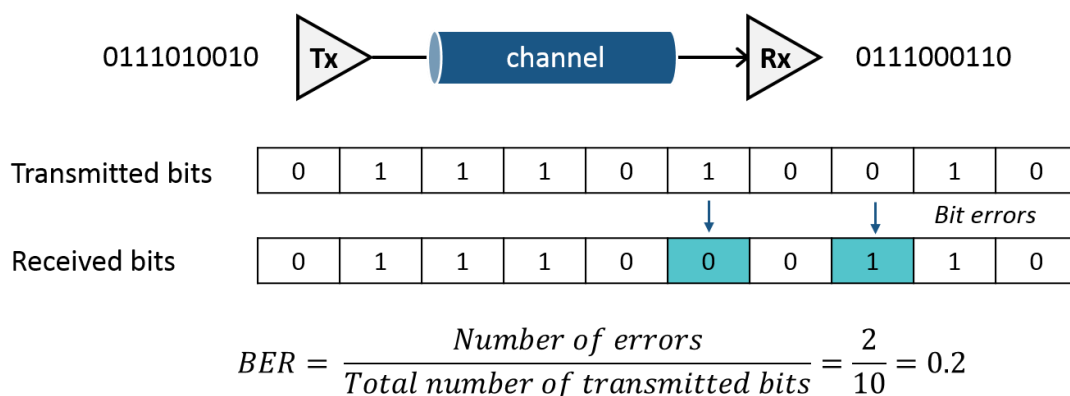 0111010010 Tx channel Rx 0111000110
Transmitted bits 0 1 1 1 0 1 0 0 1 0
Bit errors
Received bits 0 1 1 1 0 0 0 1 1 0
BER = Number of errors / Total number of transmitted bits = 2 / 10 = 0.2